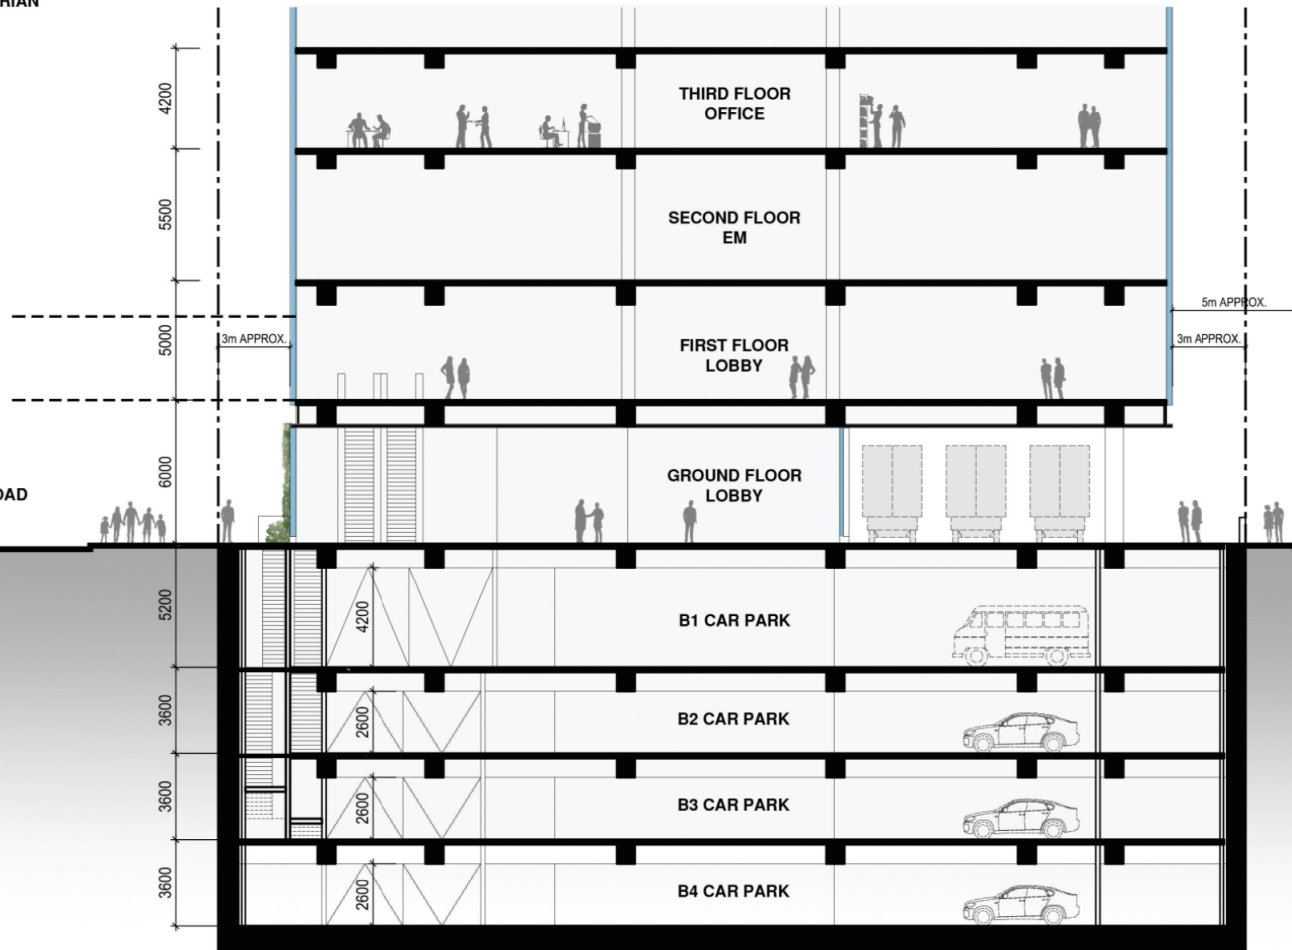 RIAN
4200
THIRD FLOOR
OFFICE
5500
SECOND FLOOR
EM
5m APPROX.
5000
3m APPROX.
FIRST FLOOR
LOBBY
3m APPROX.
6000
GROUND FLOOR
LOBBY
OAD
5200
4200
B1 CAR PARK
3600
2600
B2 CAR PARK
3600
2600
B3 CAR PARK
3600
2600
B4 CAR PARK